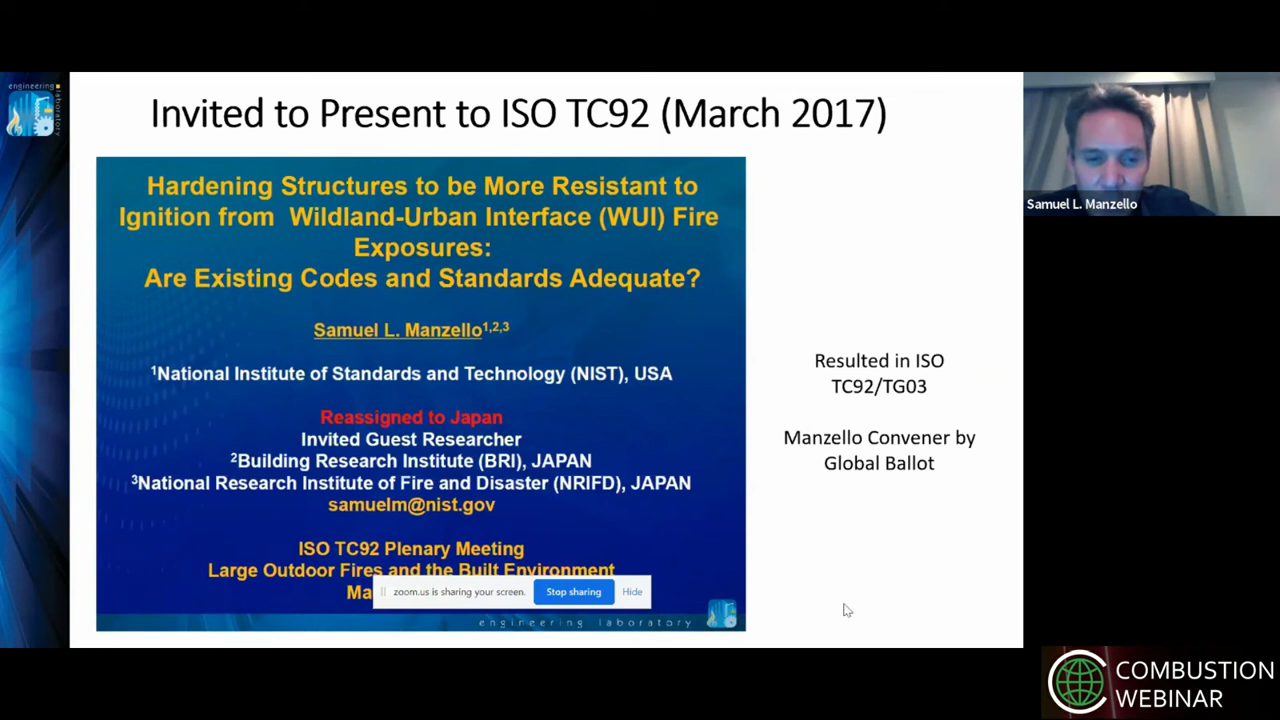 engineering
laboratory
Invited to Present to ISO TC92 (March 2017)
Hardening Structures to be More Resistant to
Ignition from Wildland-Urban Interface (WUI) Fire
Exposures:
Are Existing Codes and Standards Adequate?
Samuel L. Manzello1,2,3
1National Institute of Standards and Technology (NIST), USA
Reassigned to Japan
Invited Guest Researcher
2Building Research Institute (BRI), JAPAN
3National Research Institute of Fire and Disaster (NRIFD), JAPAN
samuelm@nist.gov
ISO TC92 Plenary Meeting
Large Outdoor Fires and the Built Environment
Ma
zoom.us is sharing your screen. Stop sharing Hide
engineering laboratory
Resulted in ISO
TC92/TG03
Manzello Convener by
Global Ballot
Samuel L. Manzello
COMBUSTION
WEBINAR